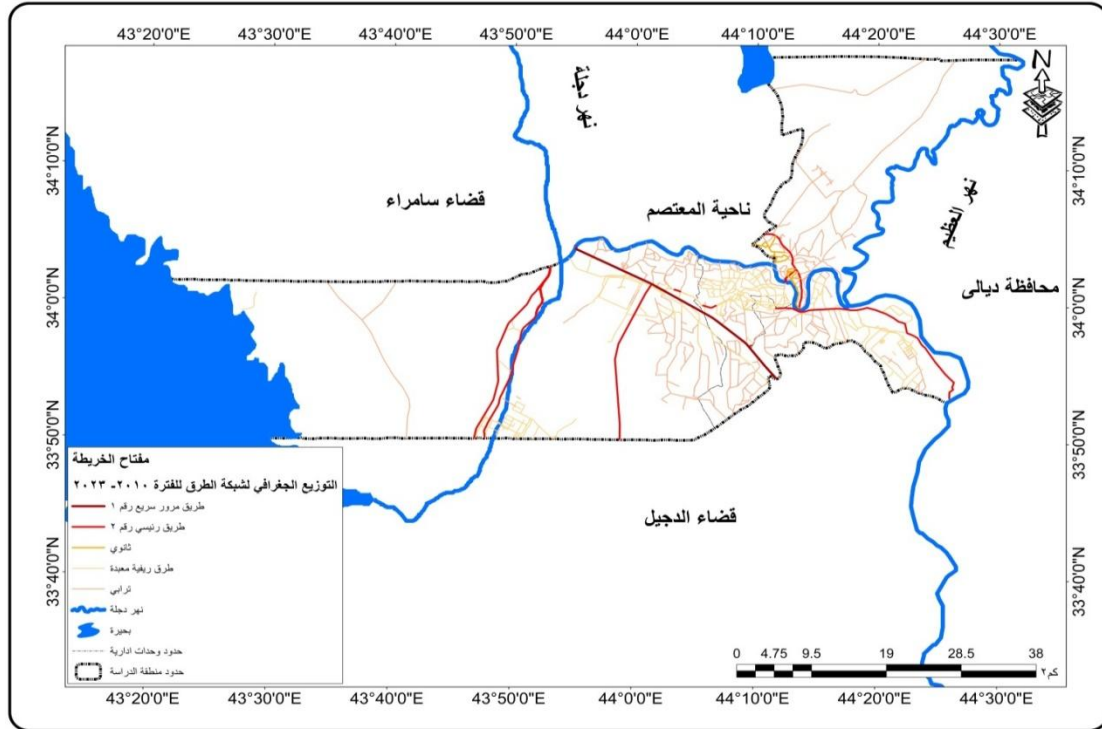 43°20'0"E 43°30'0"E 43°40'0"E 43°50'0"E 44°00'0"E 44°10'0"E 44°20'0"E 44°30'0"E
N
نهر دجلة
34°10'0"N
34°10'0"N
قضاء سامراء
ناحية المعتصم
نهر العظيم
محافظة ديالى
34°0'0"N
34°0'0"N
33°50'0"N
33°50'0"N
مفتاح الخريطة
التوزيع الجغرافي لشبكة الطرق للفترة ٢٠١٠- ٢٠٢٣
طريق مرور سريع رقم ١
طريق رئيسي رقم ٢
ثانوي
طرق ريفية معبدة
ترابي
نهر دجلة
بحيرة
حدود وحدات ادارية
حدود منطقة الدراسة
قضاء الدجيل
33°40'0"N
33°40'0"N
0 4.75 9.5 19 28.5 38
كم٢
43°20'0"E 43°30'0"E 43°40'0"E 43°50'0"E 44°00'0"E 44°10'0"E 44°20'0"E 44°30'0"E